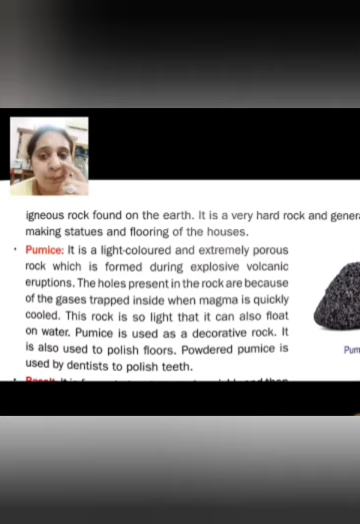 igneous rock found on the earth. It is a very hard rock and genera
making statues and flooring of the houses.
• Pumice: It is a light-coloured and extremely porous
rock which is formed during explosive volcanic
eruptions. The holes present in the rock are because
of the gases trapped inside when magma is quickly
cooled. This rock is so light that it can also float
on water. Pumice is used as a decorative rock. It
is also used to polish floors. Powdered pumice is
used by dentists to polish teeth.
Pum